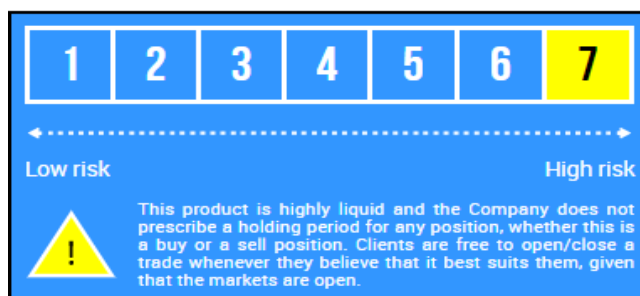 1 2 3 4 5 6 7
Low risk High risk
This product is highly liquid and the Company does not
prescribe a holding period for any position, whether this is
a buy or a sell position. Clients are free to open/close a
trade whenever they believe that it best suits them, given
that the markets are open.
!